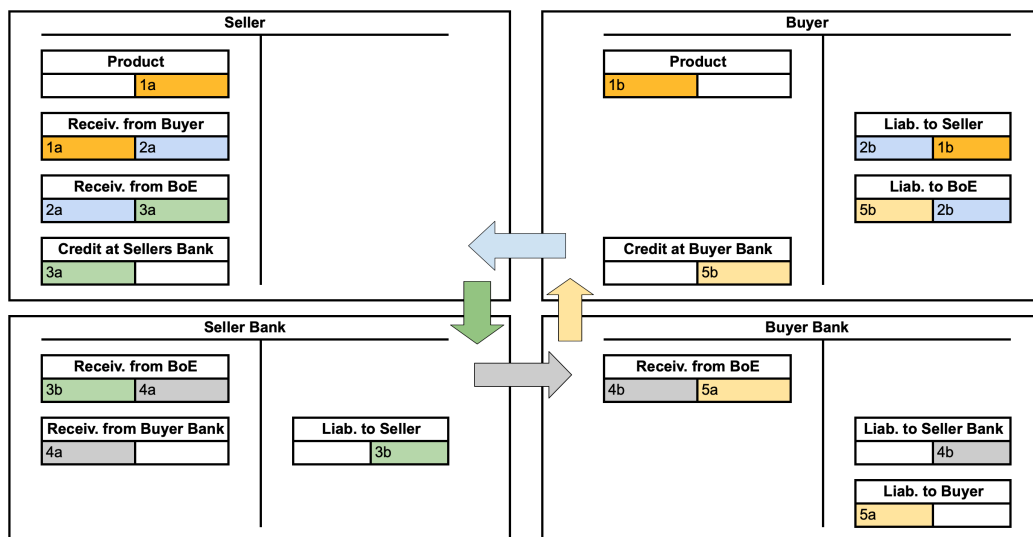 Seller
Product
1a
Receiv. from Buyer
1a 2a
Receiv. from BoE
2a 3a
Credit at Sellers Bank
3a
Buyer
Product
1b
Liab. to Seller
2b 1b
Liab. to BoE
5b 2b
Credit at Buyer Bank
5b
Seller Bank
Receiv. from BoE
3b 4a
Receiv. from Buyer Bank
4a
Liab. to Seller
3b
Buyer Bank
Receiv. from BoE
4b 5a
Liab. to Seller Bank
4b
Liab. to Buyer
5a